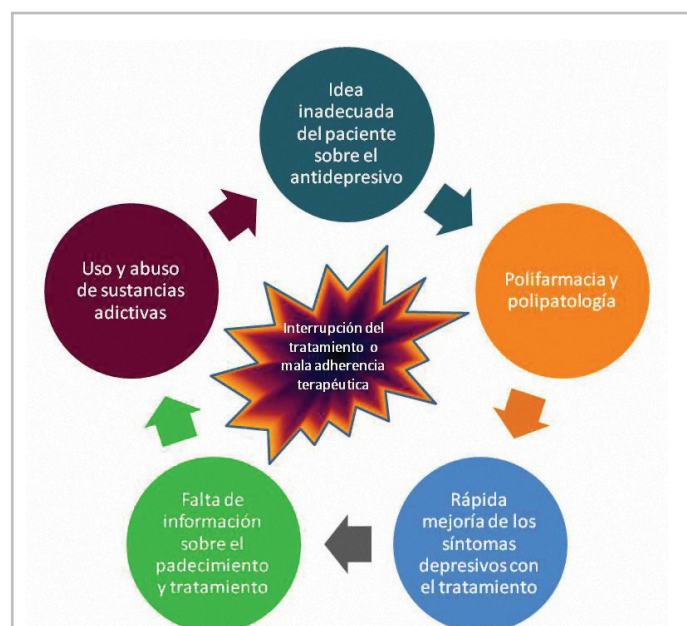 Idea
inadecuada
del paciente
sobre el
antidepresivo
Polifarmacia y
polipatología
Rápida
mejoría de los
síntomas
depresivos con
el tratamiento
Falta de
información
sobre el
padecimiento
y tratamiento
Uso y abuso
de sustancias
adictivas
Interrupción del
tratamiento o
mala adherencia
terapéutica